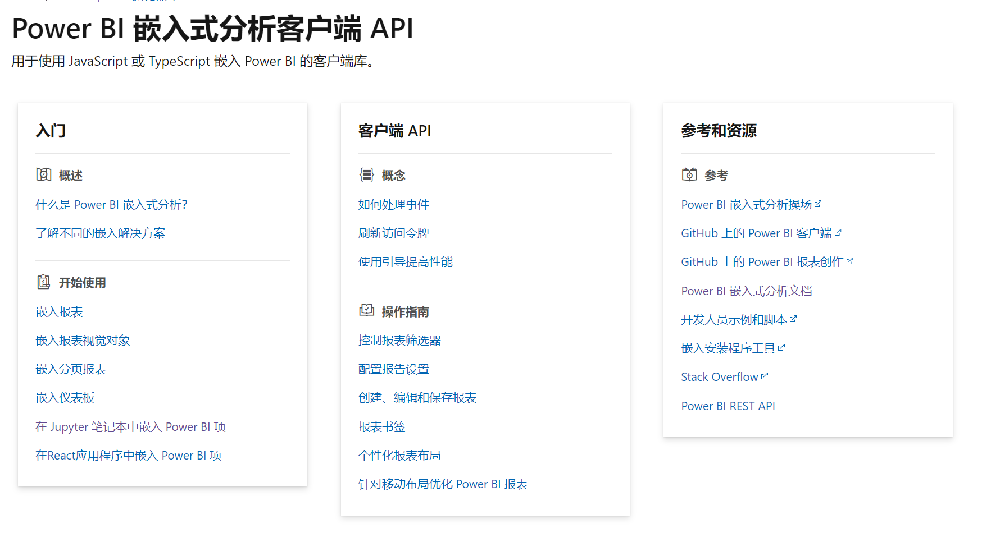 Power BI 嵌入式分析客户端 API
用于使用 JavaScript 或 TypeScript 嵌入 Power BI 的客户端库。
入门
概述
什么是 Power BI 嵌入式分析？
了解不同的嵌入解决方案
开始使用
嵌入报表
嵌入报表视觉对象
嵌入分页报表
嵌入仪表板
在 Jupyter 笔记本中嵌入 Power BI 项
在React应用程序中嵌入 Power BI 项
客户端 API
概念
如何处理事件
刷新访问令牌
使用引导提高性能
操作指南
控制报表筛选器
配置报告设置
创建、编辑和保存报表
报表书签
个性化报表布局
针对移动布局优化 Power BI 报表
参考和资源
参考
Power BI 嵌入式分析操场
GitHub 上的 Power BI 客户端
GitHub 上的 Power BI 报表创作
Power BI 嵌入式分析文档
开发人员示例和脚本
嵌入安装程序工具
Stack Overflow
Power BI REST API